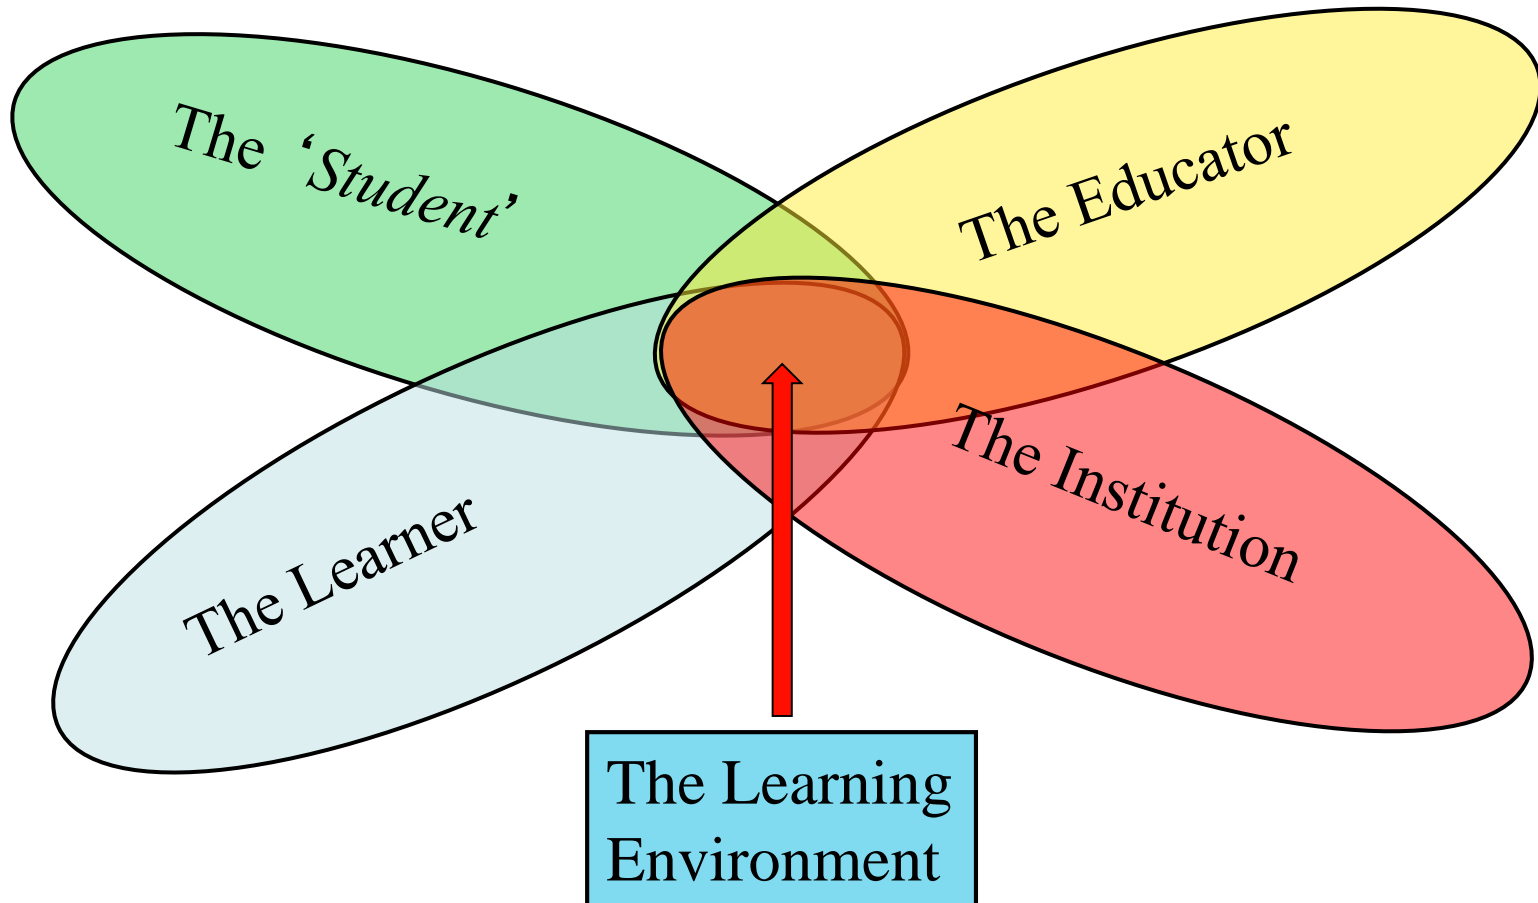 The ‘Student’
The Educator
The Learner
The Institution
The Learning
Environment